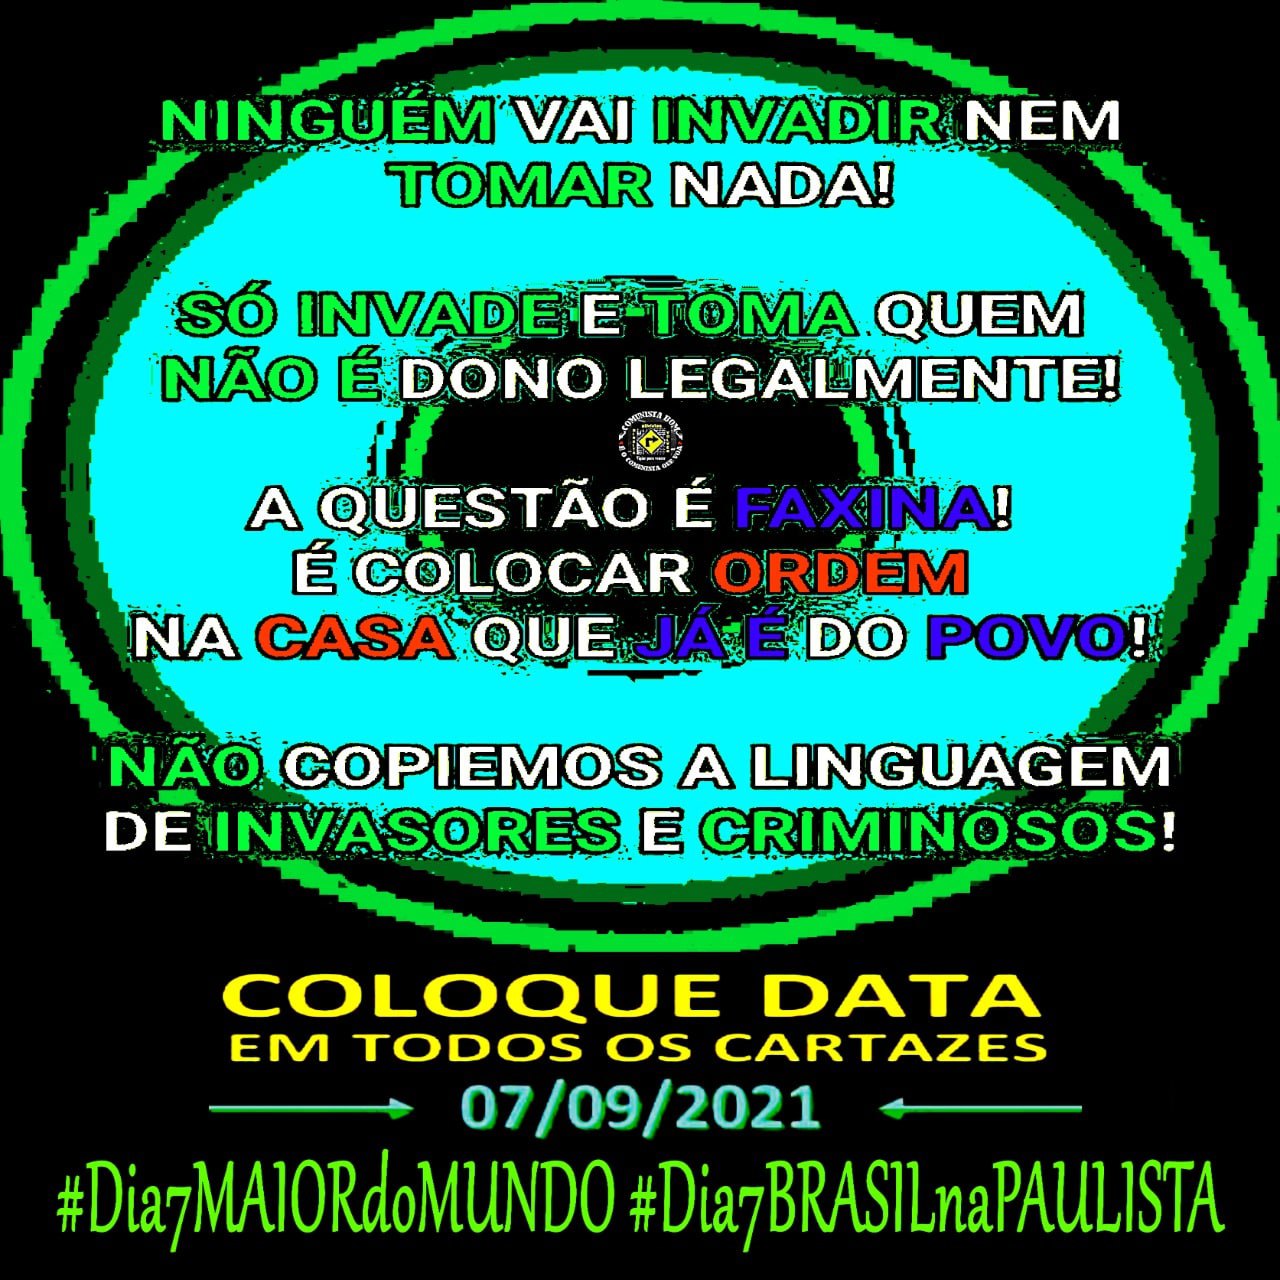 NINGUÉM VAI INVADIR NEM
TOMAR NADA!
SÓ INVADE E TOMA QUEM
NÃO É DONO LEGALMENTE!
A QUESTÃO É FAXINA!
É COLOCAR ORDEM
NA CASA QUE JÁ É DO POVO!
NÃO COPIEMOS A LINGUAGEM
DE INVASORES E CRIMINOSOS!
COLOQUE DATA
EM TODOS OS CARTAZES
07/09/2021
#Dia7MAIORdoMUNDO #Dia7BRASILnaPAULISTA